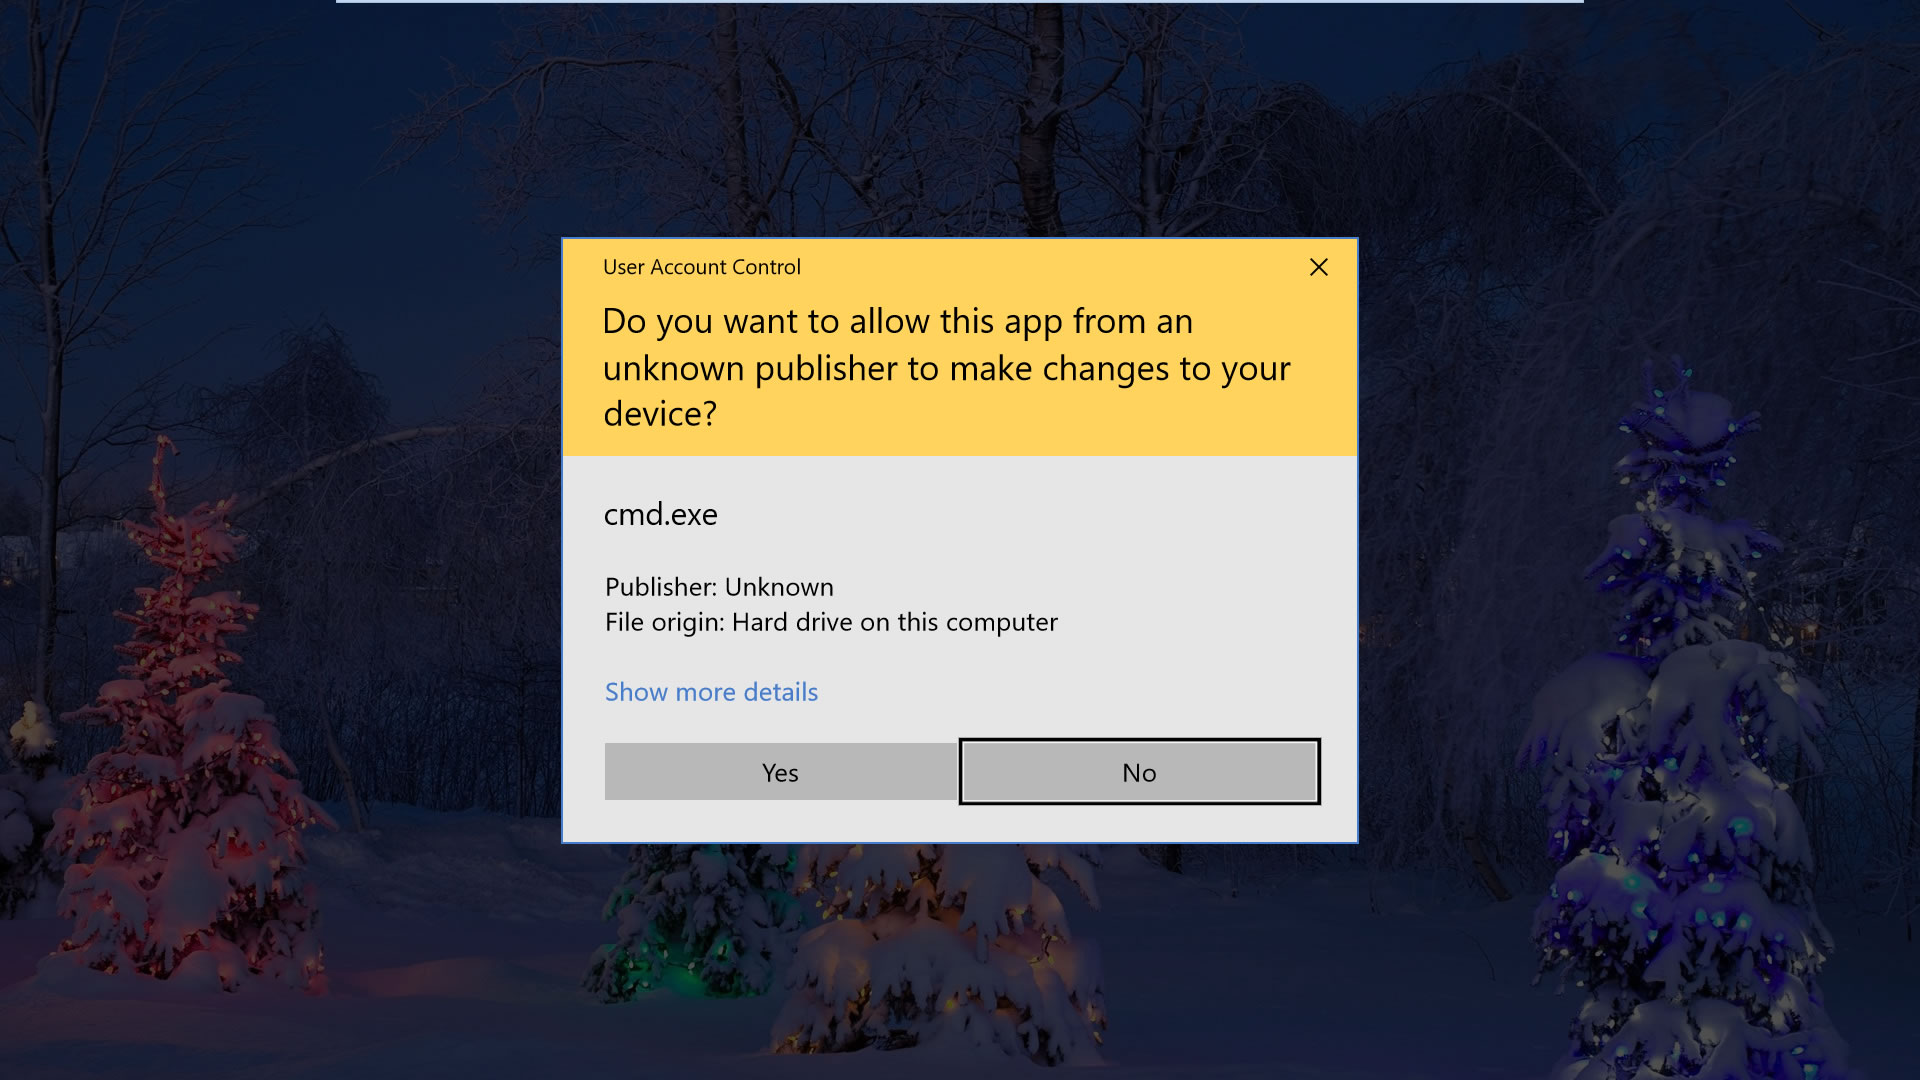 User Account Control
Do you want to allow this app from an
unknown publisher to make changes to your
device?
cmd.exe
Publisher: Unknown
File origin: Hard drive on this computer
Show more details
Yes
No